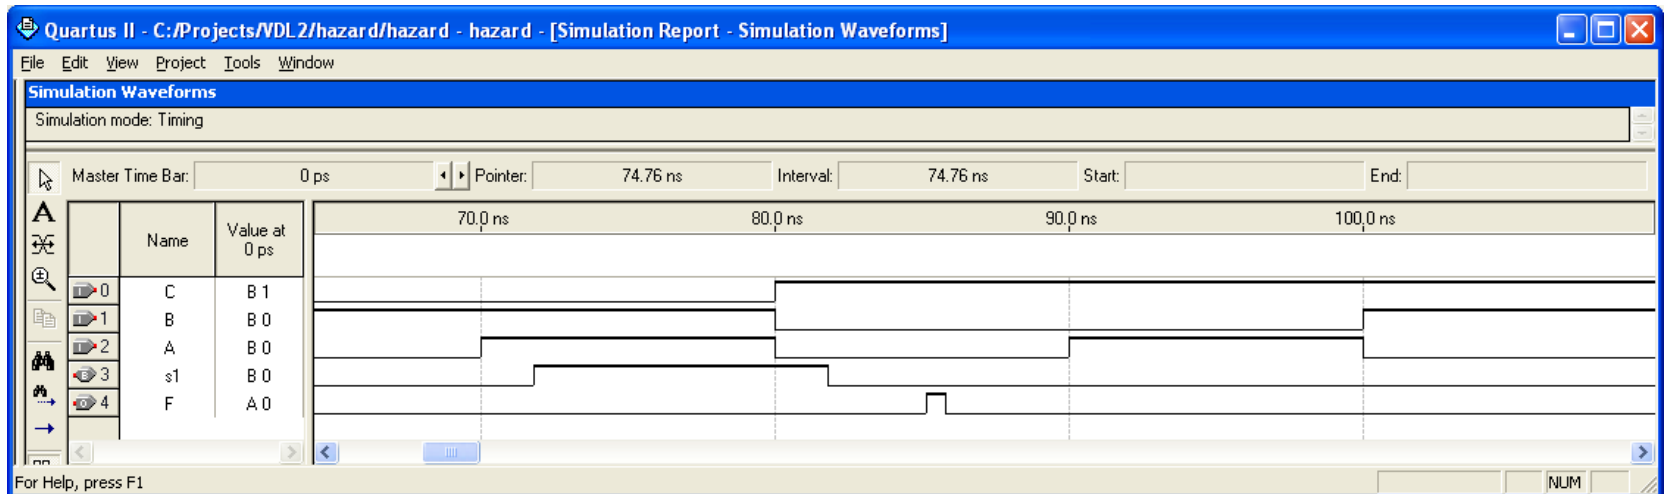 Quartus II - C:/Projects/VDL2/hazard/hazard - hazard - [Simulation Report - Simulation Waveforms]
File Edit View Project Tools Window
Simulation Waveforms
Simulation mode: Timing
Master Time Bar: 0 ps Pointer: 74.76 ns Interval: 74.76 ns Start: End:
A
Name
Value at
0 ps
70.0 ns 80.0 ns 90.0 ns 100.0 ns
0 C B 1
1 B B 0
2 A B 0
3 s1 B 0
4 F A 0
For Help, press F1 NUM